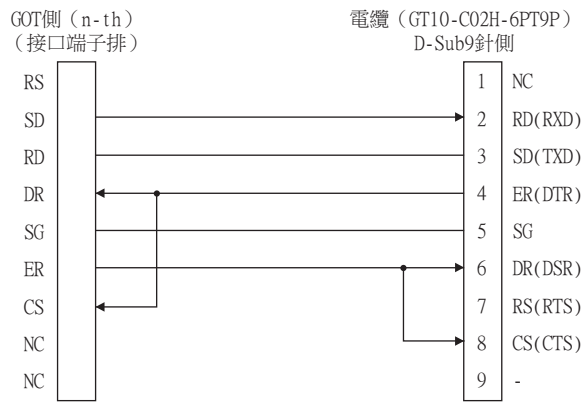 GOT側（n-th）
（接口端子排）
電纜（GT10-C02H-6PT9P）
D-Sub9針側
RS 1 NC
SD 2 RD(RXD)
RD 3 SD(TXD)
DR 4 ER(DTR)
SG 5 SG
ER 6 DR(DSR)
CS 7 RS(RTS)
NC 8 CS(CTS)
NC 9 -